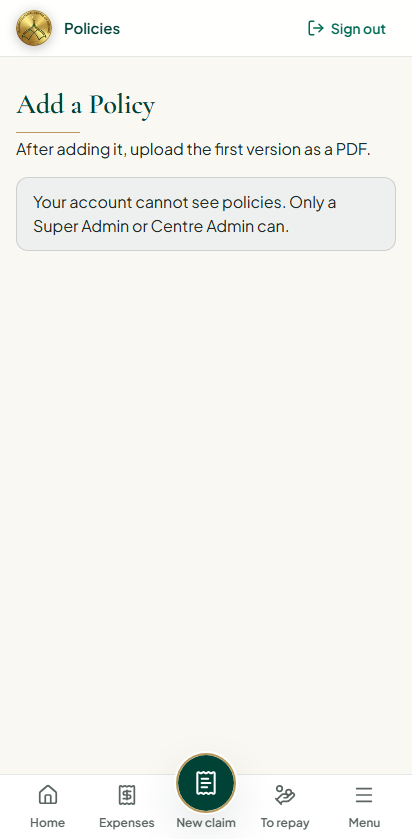 Policies
Sign out
Add a Policy
After adding it, upload the first version as a PDF.
Your account cannot see policies. Only a
Super Admin or Centre Admin can.
Home
Expenses
New claim
To repay
Menu